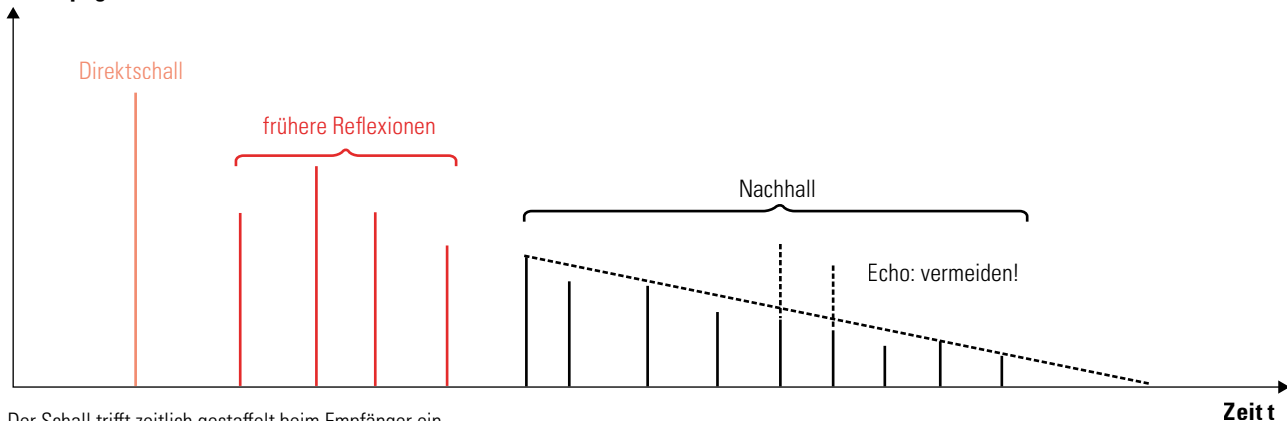 Direktschall
frühere Reflexionen
Nachhall
Echo: vermeiden!
Zeit t
Der Schall trifft zeitlich gestaffelt beim Empfänger ein